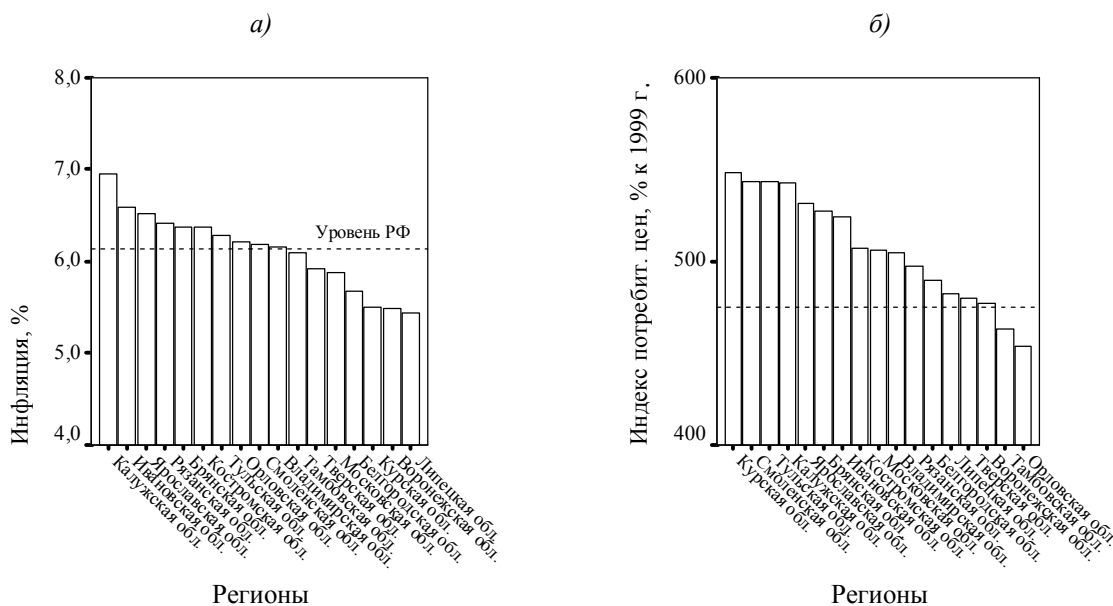 а)
Инфляция, %
8,0
7,0
6,0
5,0
4,0
Уровень РФ
Калужская обл.
Ивановская обл.
Ярославская обл.
Рязанская обл.
Брянская обл.
Костромская обл.
Тульская обл.
Орловская обл.
Смоленская обл.
Владимирская обл.
Тамбовская обл.
Тверская обл.
Московская обл.
Белгородская обл.
Курская обл.
Воронежская обл.
Липецкая обл.
Регионы
б)
Индекс потребит. цен, % к 1999 г.
600
500
400
Курская обл.
Смоленская обл.
Тульская обл.
Калужская обл.
Ярославская обл.
Брянская обл.
Ивановская обл.
Костромская обл.
Московская обл.
Владимирская обл.
Рязанская обл.
Белгородская обл.
Липецкая обл.
Тверская обл.
Воронежская обл.
Тамбовская обл.
Орловская обл.
Регионы